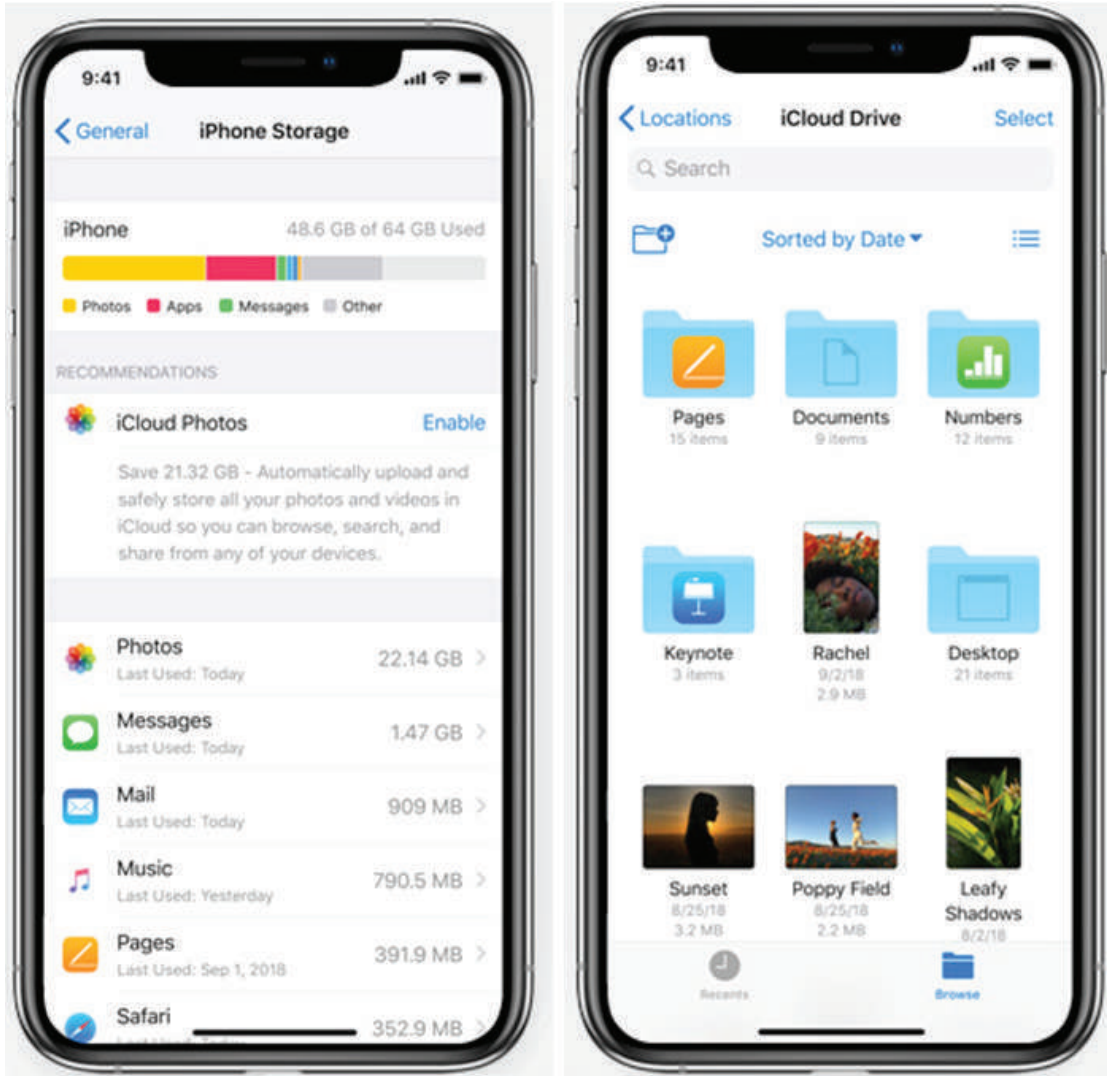 9:41
General
iPhone Storage
iPhone
48.6 GB of 64 GB Used
Photos Apps Messages Other
RECOMMENDATIONS
iCloud Photos
Enable
Save 21.32 GB - Automatically upload and
safely store all your photos and videos in
iCloud so you can browse, search, and
share from any of your devices.
Photos
Last Used: Today
22.14 GB
Messages
Last Used: Today
1.47 GB
Mail
Last Used: Today
909 MB
Music
Last Used: Yesterday
790.5 MB
Pages
Last Used: Sep 1, 2018
391.9 MB
Safari
352.9 MB
9:41
Locations
iCloud Drive
Select
Search
Sorted by Date
Pages
15 items
Documents
9 items
Numbers
12 items
Keynote
3 items
Rachel
9/2/18
2.9 MB
Desktop
21 items
Sunset
8/25/18
3.2 MB
Poppy Field
8/25/18
2.2 MB
Leafy
Shadows
8/2/18
Recents
Browse